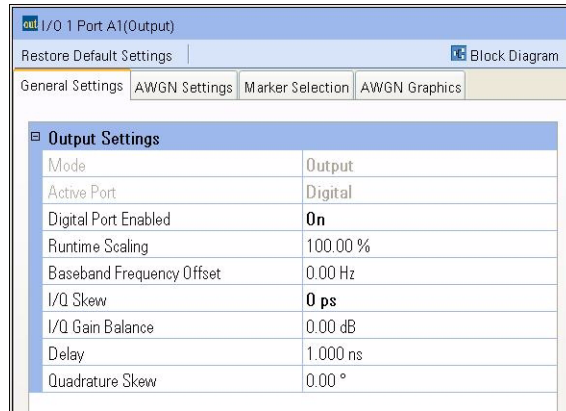 out I/O 1 Port A1(Output)
Restore Default Settings Block Diagram
General Settings AWGN Settings Marker Selection AWGN Graphics
Output Settings
Mode Output
Active Port Digital
Digital Port Enabled On
Runtime Scaling 100.00 %
Baseband Frequency Offset 0.00 Hz
I/Q Skew 0 ps
I/Q Gain Balance 0.00 dB
Delay 1.000 ns
Quadrature Skew 0.00 °